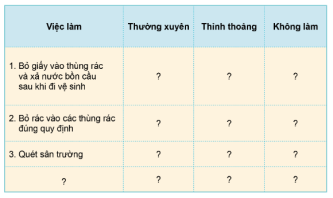 Việc làm Thường xuyên Thỉnh thoảng Không làm
1. Bỏ giấy vào thùng rác ? ? ?
và xả nước bồn cầu
sau khi đi vệ sinh
2. Bỏ rác vào các thùng rác ? ? ?
đúng quy định
3. Quét sân trường ? ? ?
? ? ? ?